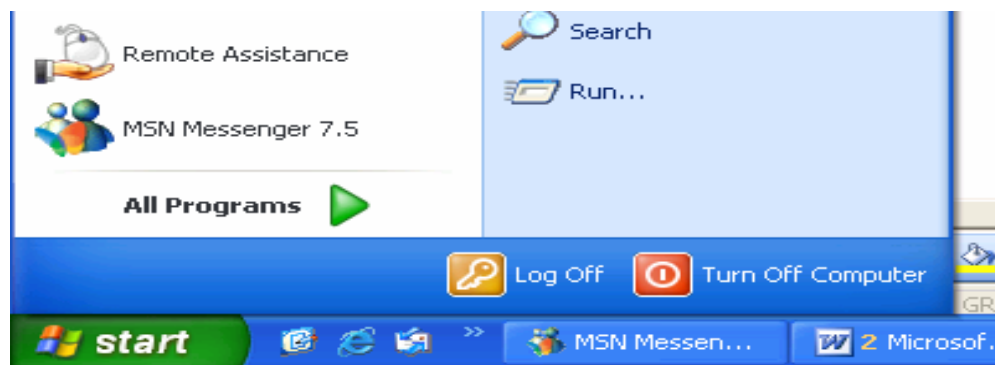 Remote Assistance
MSN Messenger 7.5
All Programs
Search
Run...
Log Off
Turn Off Computer
GR
start
MSN Messen...
2 Microsof.